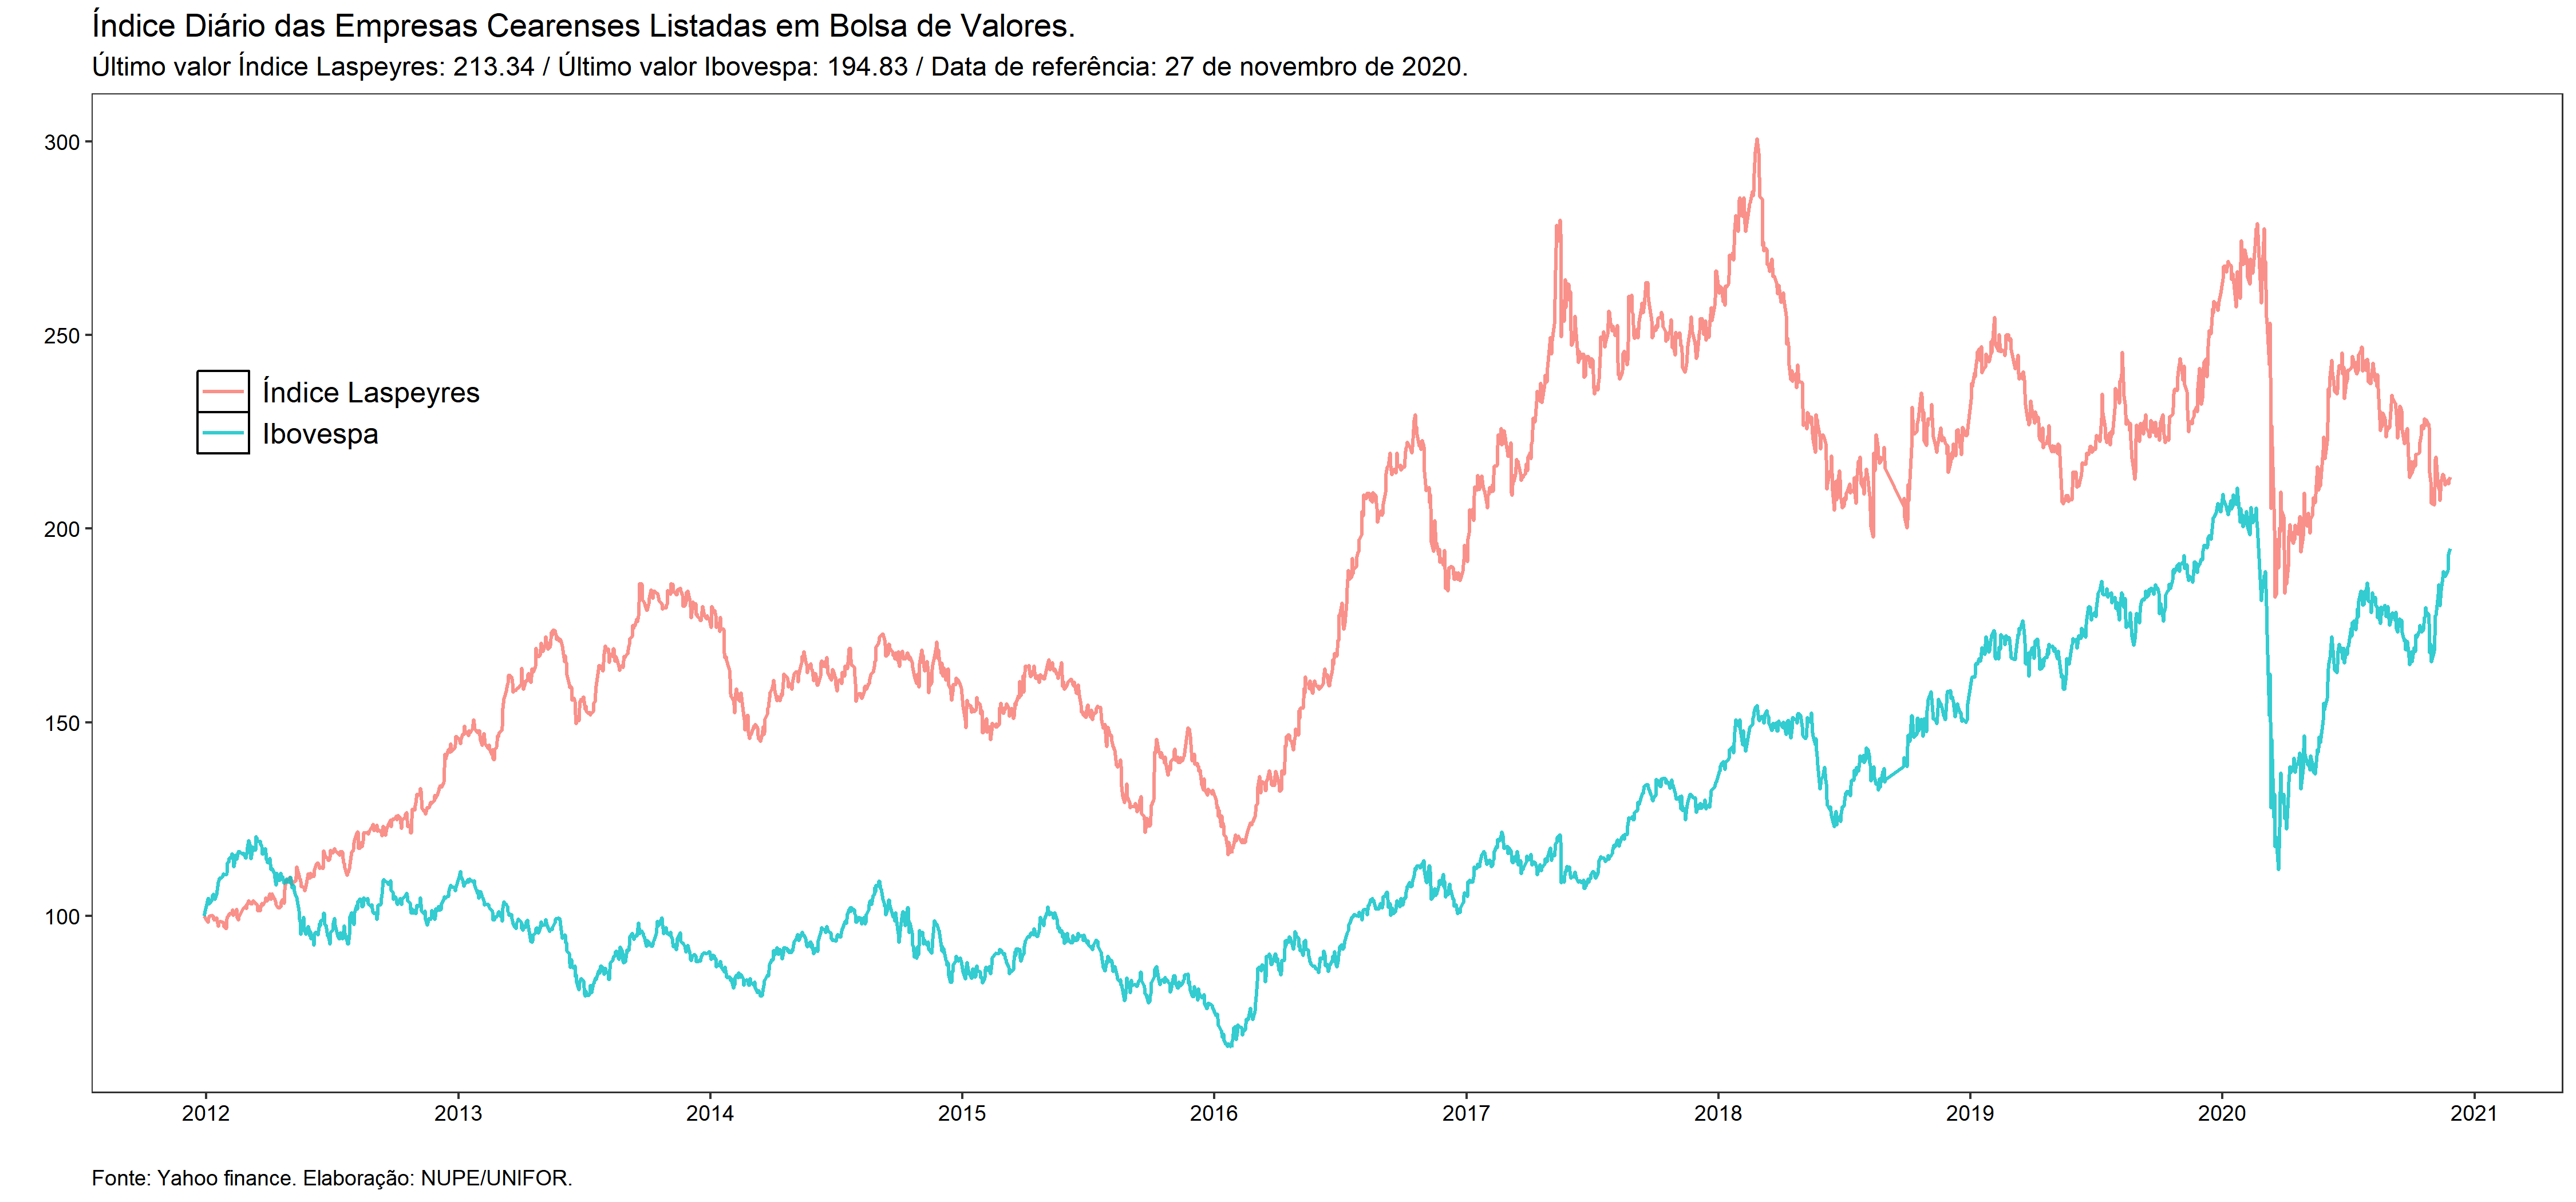 Índice Diário das Empresas Cearenses Listadas em Bolsa de Valores.
Último valor Índice Laspeyres: 213.34 / Último valor Ibovespa: 194.83 / Data de referência: 27 de novembro de 2020.
300
250
200
150
100
Índice Laspeyres
Ibovespa
2012 2013 2014 2015 2016 2017 2018 2019 2020 2021
Fonte: Yahoo finance. Elaboração: NUPE/UNIFOR.